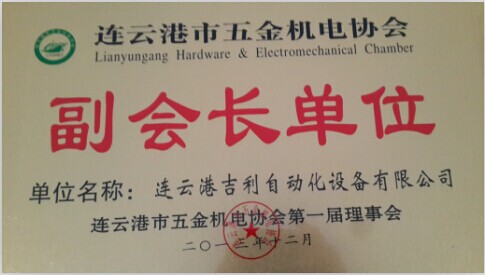 连云港市五金机电协会
Lianyungang Hardware & Electromechanical Chamber
副会长单位
单位名称：连云港吉利自动化设备有限公司
连云港市五金机电协会第一届理事会
二〇一三年十二月